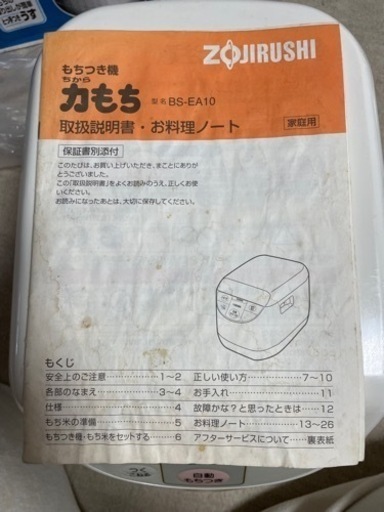 ZOJIRUSHI
もちつき機
ちから
力もち 型名 BS-EA10
取扱説明書・お料理ノート 家庭用
保証書別添付
このたびは、お買い上げいただき、まことにありが
とうございました。
この「取扱説明書」をよくお読みのうえ、正しくお使
いください。
お読みになったあとは、大切に保存してください。
もくじ
安全上のご注意 1~2
各部のなまえ 3~4
仕様 4
もち米の準備 5
もちつき機・もち米をセットする 6
正しい使い方 7~10
お手入れ 11
故障かな?と思ったときは 12
お料理ノート 13~26
アフターサービスについて 裏表紙
つく
自動
もちつき